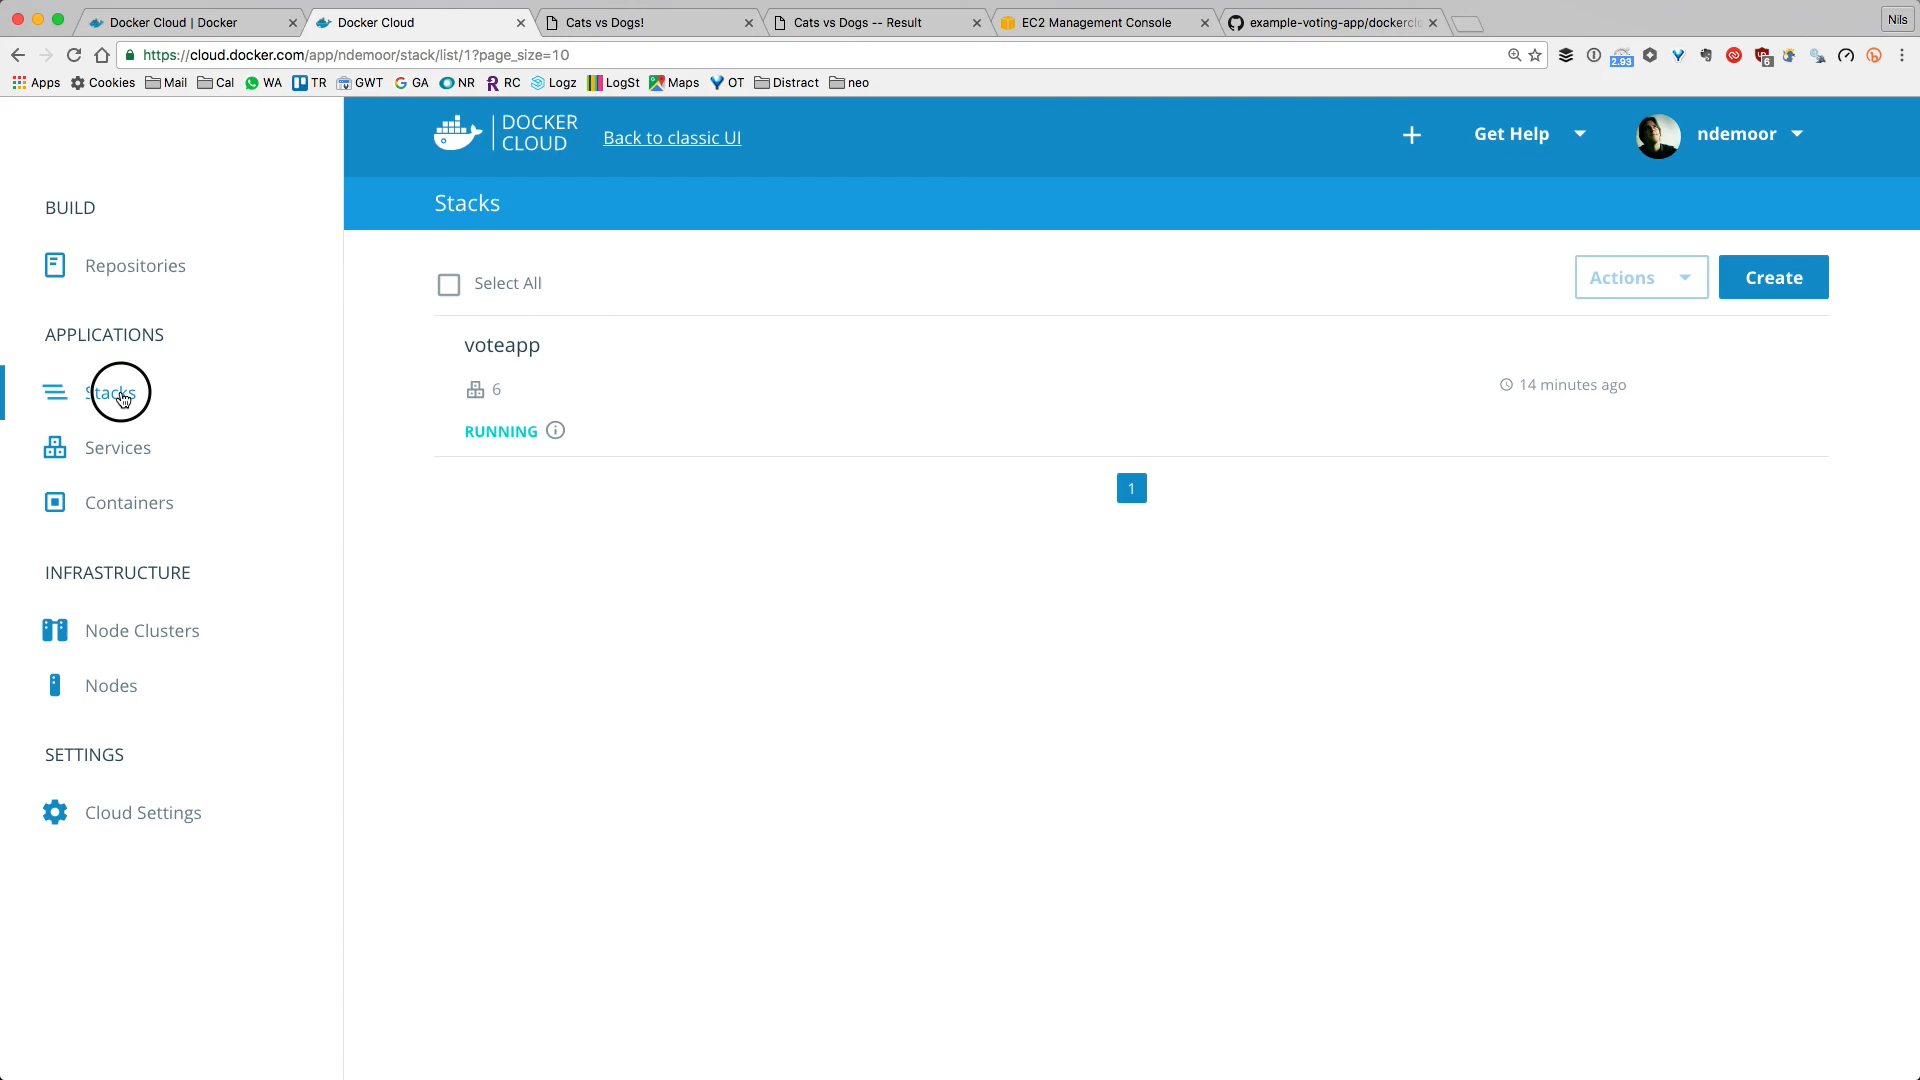 Docker Cloud | Docker
Docker Cloud
Cats vs Dogs!
Cats vs Dogs -- Result
EC2 Management Console
example-voting-app/dockerclo
Nils
https://cloud.docker.com/app/ndemoor/stack/list/1?page_size=10
2.93
6
Apps
Cookies
Mail
Cal
WA
TR
GWT
GA
NR
RC
Logz
LogSt
Maps
OT
Distract
neo
DOCKER
CLOUD
Back to classic UI
Get Help
ndemoor
Stacks
BUILD
Repositories
APPLICATIONS
Stacks
Services
Containers
INFRASTRUCTURE
Node Clusters
Nodes
SETTINGS
Cloud Settings
Select All
Actions
Create
voteapp
6
14 minutes ago
RUNNING
1